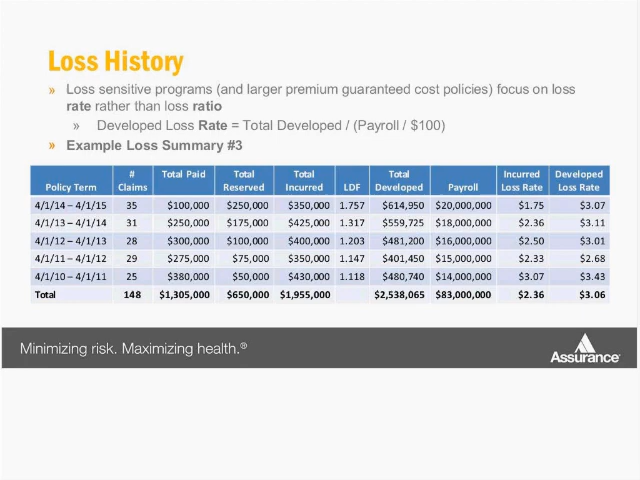 Loss History
» Loss sensitive programs (and larger premium guaranteed cost policies) focus on loss
rate rather than loss ratio
» Developed Loss Rate = Total Developed / (Payroll / $100)
» Example Loss Summary #3
Policy Term # Claims Total Paid Total Reserved Total Incurred LDF Total Developed Payroll Incurred Loss Rate Developed Loss Rate
4/1/14 – 4/1/15 35 $100,000 $250,000 $350,000 1.757 $614,950 $20,000,000 $1.75 $3.07
4/1/13 – 4/1/14 31 $250,000 $175,000 $425,000 1.317 $559,725 $18,000,000 $2.36 $3.11
4/1/12 – 4/1/13 28 $300,000 $100,000 $400,000 1.203 $481,200 $16,000,000 $2.50 $3.01
4/1/11 – 4/1/12 29 $275,000 $75,000 $350,000 1.147 $401,450 $15,000,000 $2.33 $2.68
4/1/10 – 4/1/11 25 $380,000 $50,000 $430,000 1.118 $480,740 $14,000,000 $3.07 $3.43
Total 148 $1,305,000 $650,000 $1,955,000 $2,538,065 $83,000,000 $2.36 $3.06
Minimizing risk. Maximizing health.®
Assurance